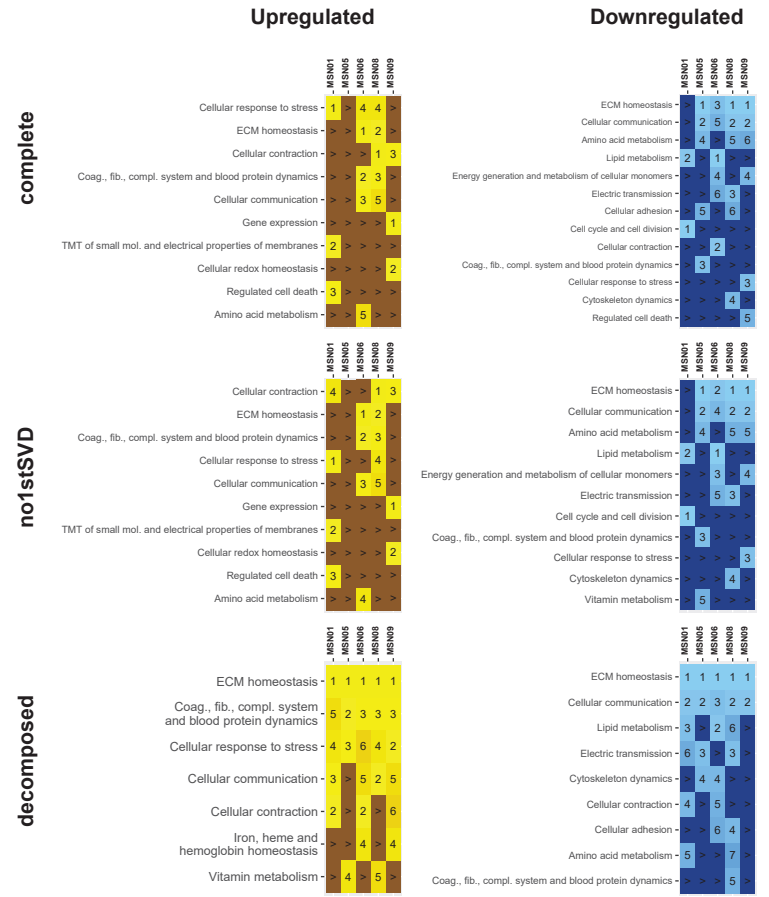 Upregulated
Downregulated
complete
MSN01 MSN05 MSN06 MSN08 MSN09
Cellular response to stress 1 > 4 4 >
ECM homeostasis > > 1 2 >
Cellular contraction > > > 1 3
Coag., fib., compl. system and blood protein dynamics > > 2 3 >
Cellular communication > > 3 5 >
Gene expression > > > > 1
TMT of small mol. and electrical properties of membranes 2 > > > >
Cellular redox homeostasis > > > > 2
Regulated cell death 3 > > > >
Amino acid metabolism > > 5 > >
MSN01 MSN05 MSN06 MSN08 MSN09
ECM homeostasis > 1 3 1 1
Cellular communication > 2 5 2 2
Amino acid metabolism > 4 > 5 6
Lipid metabolism 2 > 1 > >
Energy generation and metabolism of cellular monomers > > 4 > 4
Electric transmission > > 6 3 >
Cellular adhesion > 5 > 6 >
Cell cycle and cell division 1 > > > >
Cellular contraction > > 2 > >
Coag., fib., compl. system and blood protein dynamics > 3 > > >
Cellular response to stress > > > > 3
Cytoskeleton dynamics > > > 4 >
Regulated cell death > > > > 5
no1stSVD
MSN01 MSN05 MSN06 MSN08 MSN09
Cellular contraction 4 > > 1 3
ECM homeostasis > > 1 2 >
Coag., fib., compl. system and blood protein dynamics > > 2 3 >
Cellular response to stress 1 > > 4 >
Cellular communication > > 3 5 >
Gene expression > > > > 1
TMT of small mol. and electrical properties of membranes 2 > > > >
Cellular redox homeostasis > > > > 2
Regulated cell death 3 > > > >
Amino acid metabolism > > 4 > >
MSN01 MSN05 MSN06 MSN08 MSN09
ECM homeostasis > 1 2 1 1
Cellular communication > 2 4 2 2
Amino acid metabolism > 4 > 5 5
Lipid metabolism 2 > 1 > >
Energy generation and metabolism of cellular monomers > > 3 > 4
Electric transmission > > 5 3 >
Cell cycle and cell division 1 > > > >
Coag., fib., compl. system and blood protein dynamics > 3 > > >
Cellular response to stress > > > > 3
Cytoskeleton dynamics > > > 4 >
Vitamin metabolism > 5 > > >
decomposed
MSN01 MSN05 MSN06 MSN08 MSN09
ECM homeostasis 1 1 1 1 1
Coag., fib., compl. system
and blood protein dynamics 5 2 3 3 3
Cellular response to stress 4 3 6 4 2
Cellular communication 3 > 5 2 5
Cellular contraction 2 > 2 > 6
Iron, heme and
hemoglobin homeostasis > > 4 > 4
Vitamin metabolism > 4 > 5 >
MSN01 MSN05 MSN06 MSN08 MSN09
ECM homeostasis 1 1 1 1 1
Cellular communication 2 2 3 2 2
Lipid metabolism 3 > 2 6 >
Electric transmission 6 3 > 3 >
Cytoskeleton dynamics > 4 4 > >
Cellular contraction 4 > 5 > >
Cellular adhesion > > 6 4 >
Amino acid metabolism 5 > > 7 >
Coag., fib., compl. system and blood protein dynamics > > > 5 >